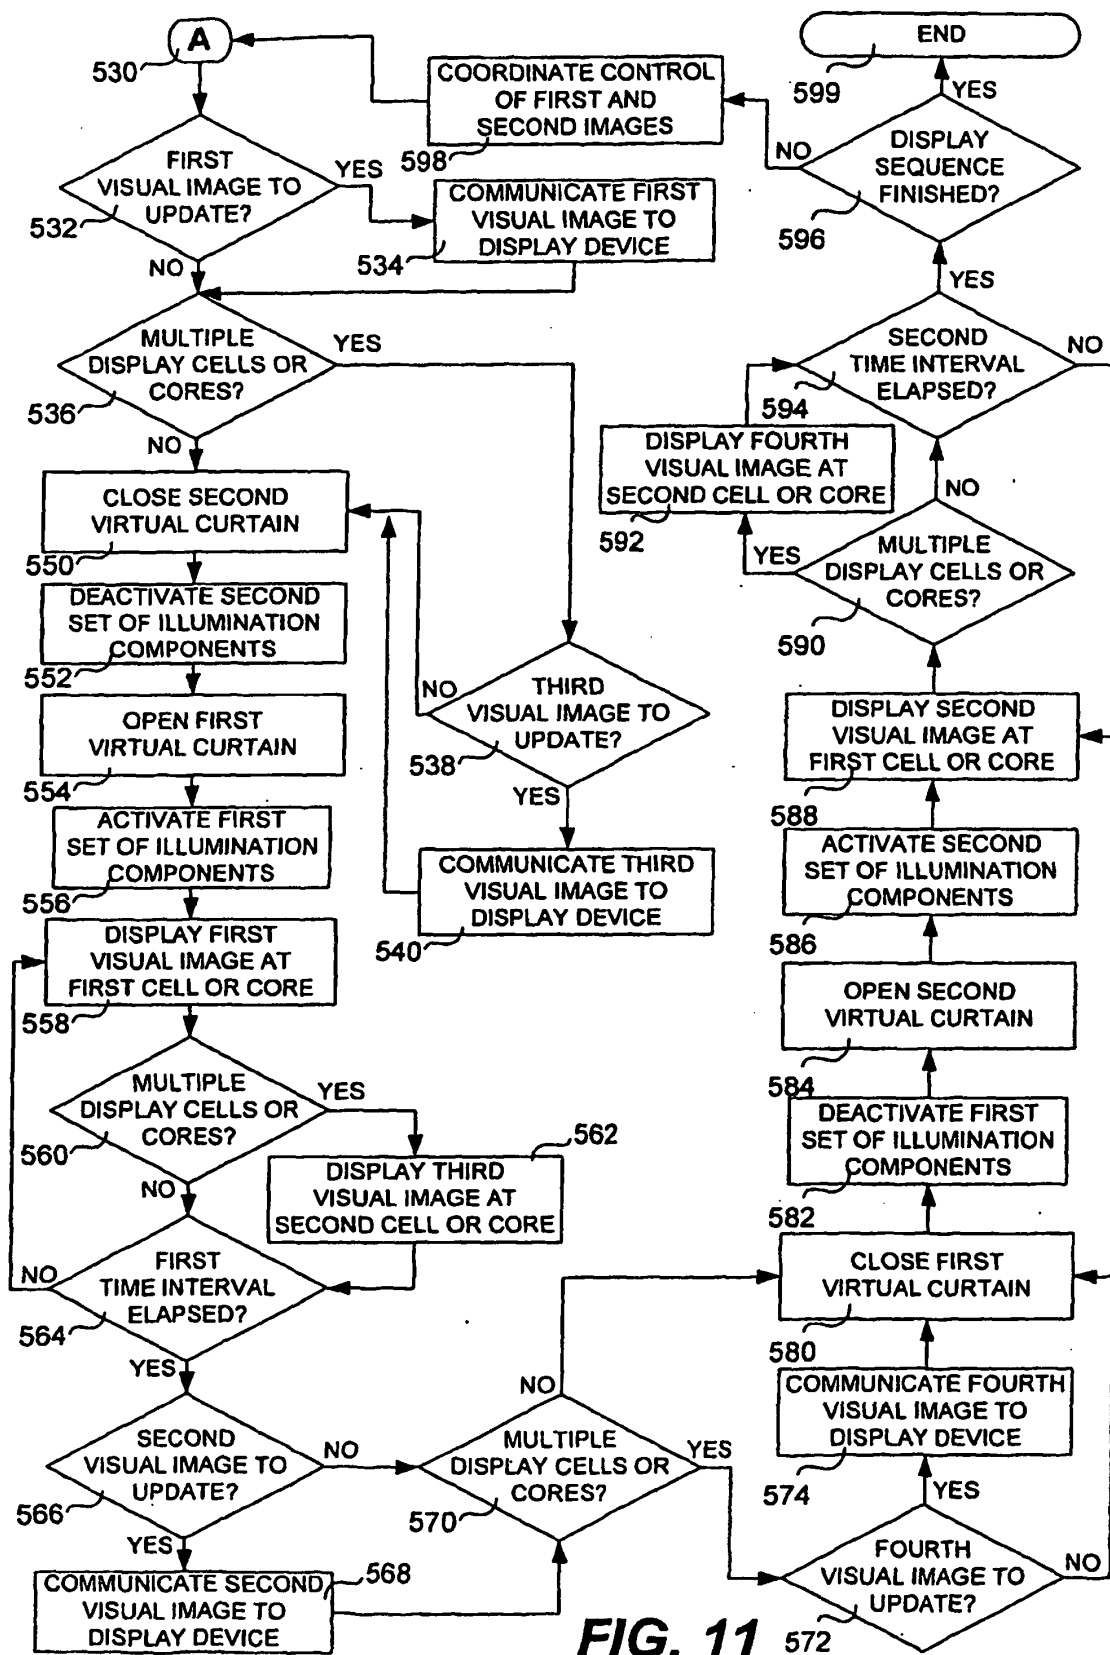 A
530
FIRST
VISUAL IMAGE TO
UPDATE?
532
YES
NO
COMMUNICATE FIRST
VISUAL IMAGE TO
DISPLAY DEVICE
534
COORDINATE CONTROL
OF FIRST AND
SECOND IMAGES
598
MULTIPLE
DISPLAY CELLS OR
CORES?
536
YES
NO
CLOSE SECOND
VIRTUAL CURTAIN
550
DEACTIVATE SECOND
SET OF ILLUMINATION
COMPONENTS
552
OPEN FIRST
VIRTUAL CURTAIN
554
ACTIVATE FIRST
SET OF ILLUMINATION
COMPONENTS
556
DISPLAY FIRST
VISUAL IMAGE AT
FIRST CELL OR CORE
558
MULTIPLE
DISPLAY CELLS OR
CORES?
560
YES
NO
562
DISPLAY THIRD
VISUAL IMAGE AT
SECOND CELL OR CORE
FIRST
TIME INTERVAL
ELAPSED?
564
NO
YES
SECOND
VISUAL IMAGE TO
UPDATE?
566
NO
YES
COMMUNICATE SECOND
VISUAL IMAGE TO
DISPLAY DEVICE
568
THIRD
VISUAL IMAGE TO
UPDATE?
538
NO
YES
COMMUNICATE THIRD
VISUAL IMAGE TO
DISPLAY DEVICE
540
MULTIPLE
DISPLAY CELLS OR
CORES?
570
NO
YES
FOURTH
VISUAL IMAGE TO
UPDATE?
572
NO
YES
COMMUNICATE FOURTH
VISUAL IMAGE TO
DISPLAY DEVICE
574
CLOSE FIRST
VIRTUAL CURTAIN
580
DEACTIVATE FIRST
SET OF ILLUMINATION
COMPONENTS
582
OPEN SECOND
VIRTUAL CURTAIN
584
ACTIVATE SECOND
SET OF ILLUMINATION
COMPONENTS
586
DISPLAY SECOND
VISUAL IMAGE AT
FIRST CELL OR CORE
588
MULTIPLE
DISPLAY CELLS OR
CORES?
590
YES
NO
DISPLAY FOURTH
VISUAL IMAGE AT
SECOND CELL OR CORE
592
SECOND
TIME INTERVAL
ELAPSED?
594
NO
YES
DISPLAY
SEQUENCE
FINISHED?
596
NO
YES
END
599
FIG. 11